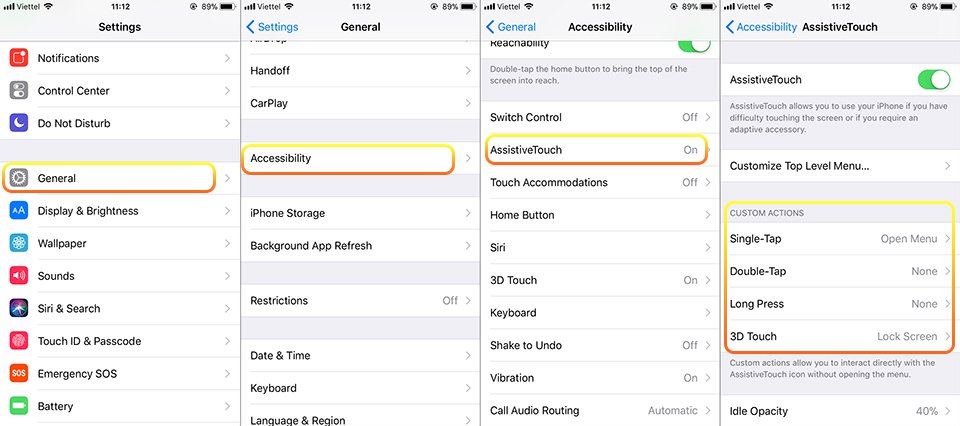 Viettel 11:12 89%
Settings
Notifications
Control Center
Do Not Disturb
General
Display & Brightness
AA
Wallpaper
Sounds
Siri & Search
Touch ID & Passcode
SOS
Emergency SOS
Battery
Viettel 11:12 89%
Settings General
AirDrop
Handoff
CarPlay
Accessibility
iPhone Storage
Background App Refresh
Restrictions Off
Date & Time
Keyboard
Language & Region
Viettel 11:12 89%
General Accessibility
Reachability
Double-tap the home button to bring the top of the
screen into reach.
Switch Control Off
AssistiveTouch On
Touch Accommodations Off
Home Button
Siri
3D Touch On
Keyboard
Shake to Undo Off
Vibration On
Call Audio Routing Automatic
Viettel 11:12 89%
Accessibility AssistiveTouch
AssistiveTouch
AssistiveTouch allows you to use your iPhone if you have
difficulty touching the screen or if you require an
adaptive accessory.
Customize Top Level Menu...
CUSTOM ACTIONS
Single-Tap Open Menu
Double-Tap None
Long Press None
3D Touch Lock Screen
Custom actions allow you to interact directly with the
AssistiveTouch icon without opening the menu.
Idle Opacity 40%